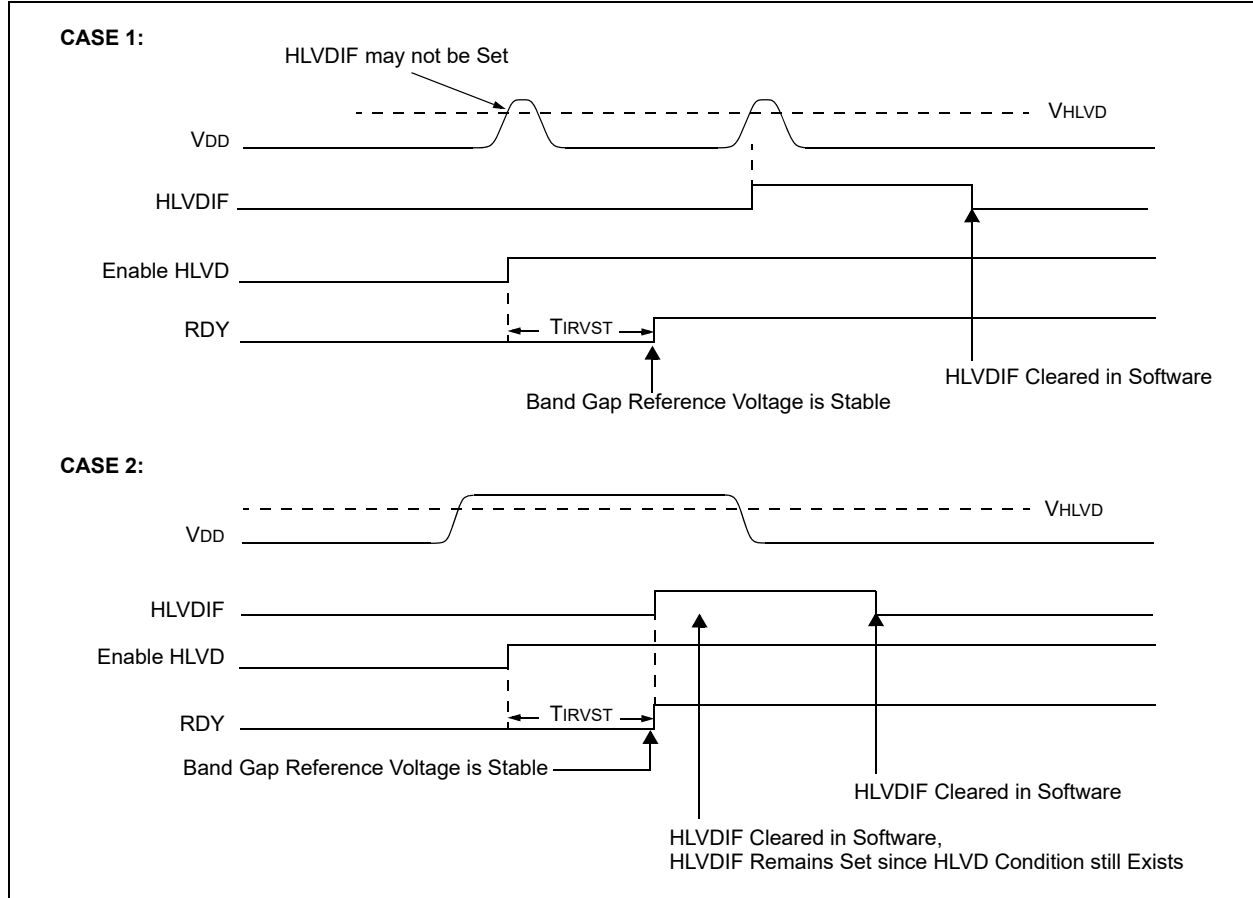 CASE 1:
HLVDIF may not be Set
VHLVD
VDD
HLVDIF
Enable HLVD
RDY
TIRVST
HLVDIF Cleared in Software
Band Gap Reference Voltage is Stable
CASE 2:
VHLVD
VDD
HLVDIF
Enable HLVD
RDY
TIRVST
Band Gap Reference Voltage is Stable
HLVDIF Cleared in Software
HLVDIF Cleared in Software,
HLVDIF Remains Set since HLVD Condition still Exists